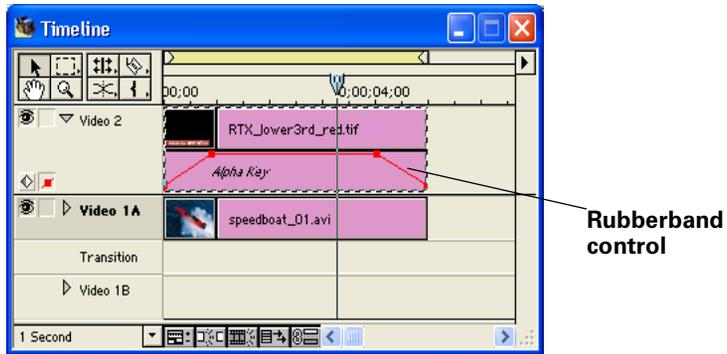 Timeline
00;00
0;00;04;00
Video 2
RTX_lower3rd_red.tif
Alpha Key
Video 1A
speedboat_01.avi
Rubberband
control
Transition
Video 1B
1 Second